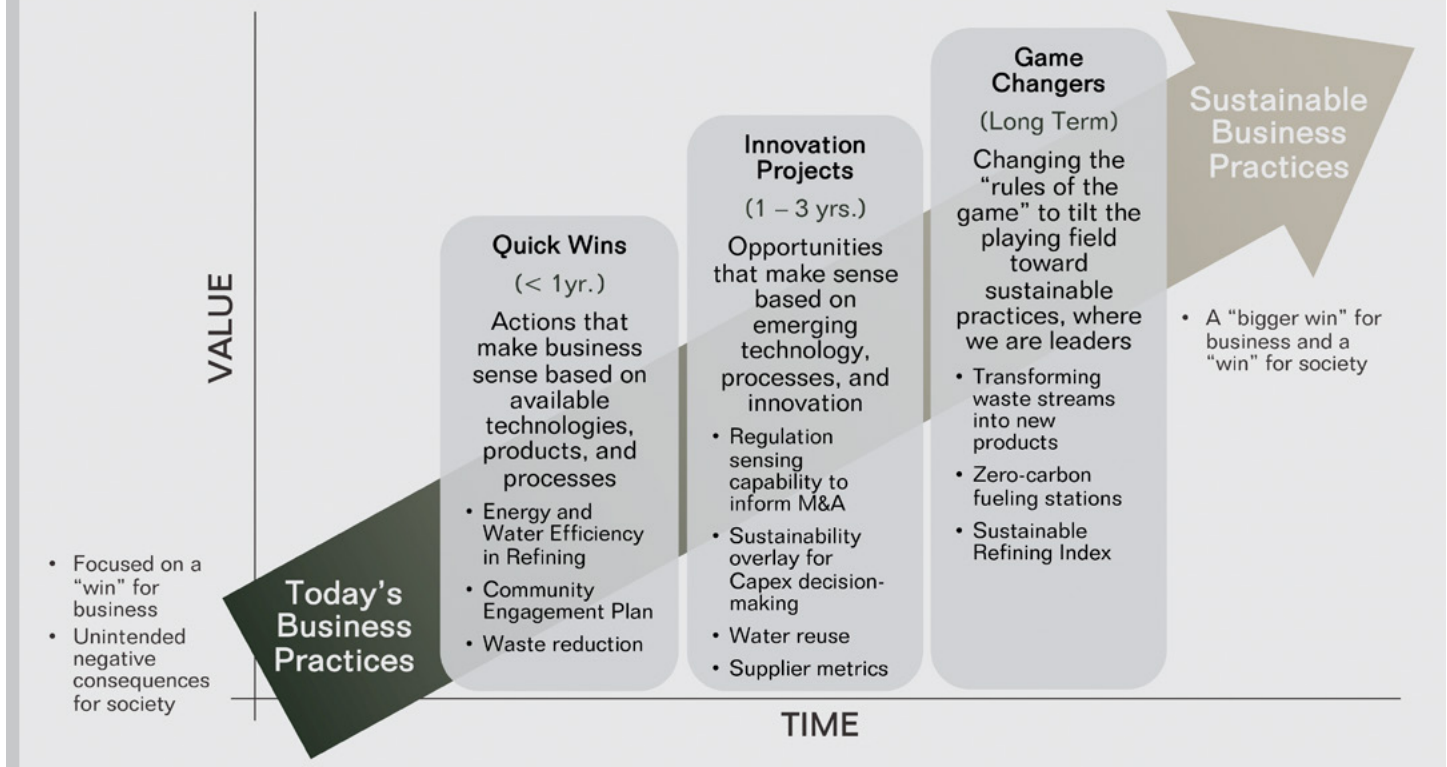 VALUE
• Focused on a
“win” for
business
• Unintended
negative
consequences
for society
Today’s
Business
Practices
Quick Wins
(< 1yr.)
Actions that
make business
sense based on
available
technologies,
products, and
processes
• Energy and
Water Efficiency
in Refining
• Community
Engagement Plan
• Waste reduction
Innovation
Projects
(1 – 3 yrs.)
Opportunities
that make sense
based on
emerging
technology,
processes, and
innovation
• Regulation
sensing
capability to
inform M&A
• Sustainability
overlay for
Capex decision-
making
• Water reuse
• Supplier metrics
Game
Changers
(Long Term)
Changing the
“rules of the
game” to tilt the
playing field
toward
sustainable
practices, where
we are leaders
• Transforming
waste streams
into new
products
• Zero-carbon
fueling stations
• Sustainable
Refining Index
Sustainable
Business
Practices
• A “bigger win” for
business and a
“win” for society
TIME